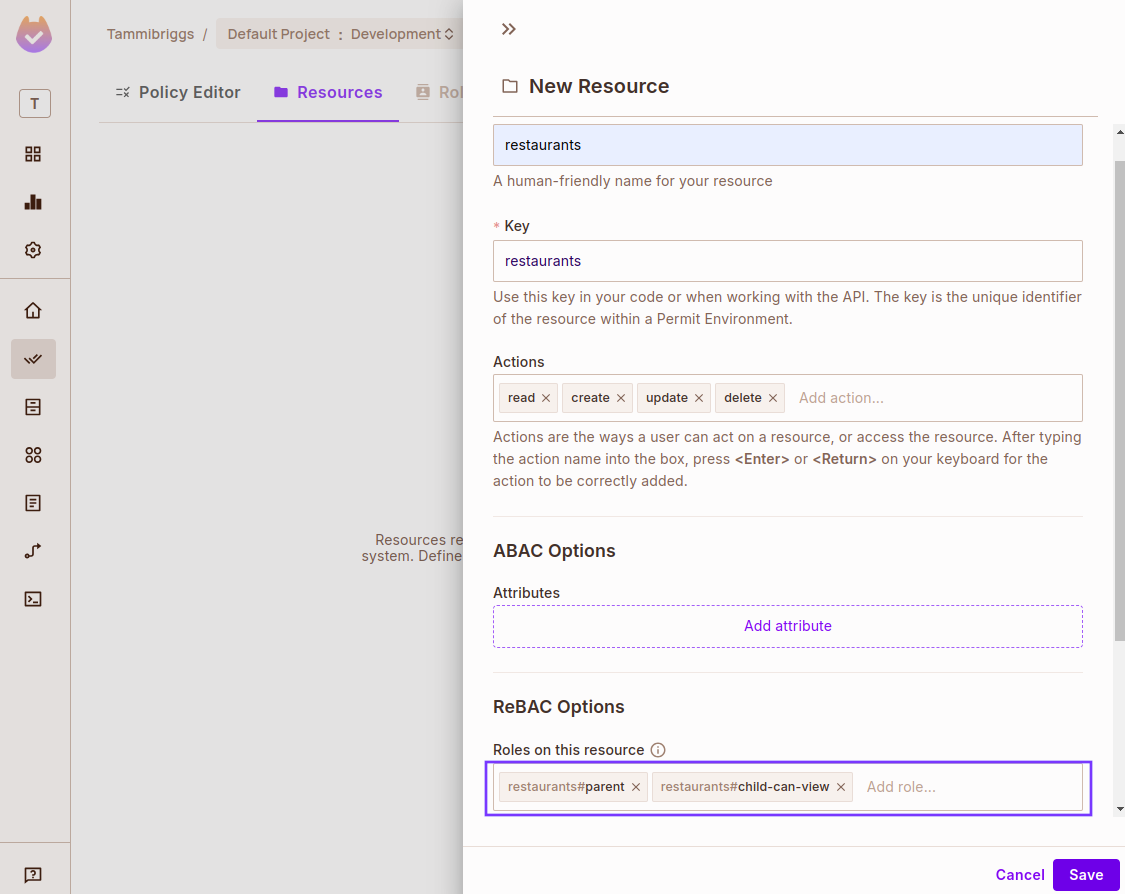 Tammibriggs / Default Project : Development
T
Policy Editor
Resources
Rol
Resources re
system. Define
New Resource
restaurants
A human-friendly name for your resource
* Key
restaurants
Use this key in your code or when working with the API. The key is the unique identifier
of the resource within a Permit Environment.
Actions
read × create × update × delete × Add action...
Actions are the ways a user can act on a resource, or access the resource. After typing
the action name into the box, press <Enter> or <Return> on your keyboard for the
action to be correctly added.
ABAC Options
Attributes
Add attribute
ReBAC Options
Roles on this resource
restaurants#parent × restaurants#child-can-view × Add role...
Cancel Save